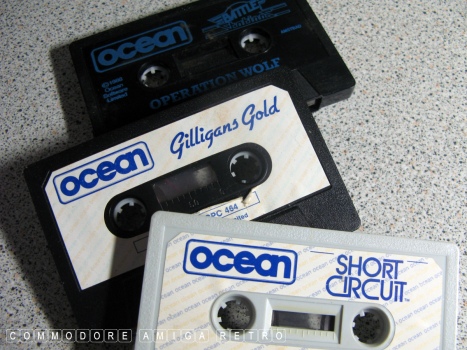 ocean
OPERATION WOLF
ocean
Gilligans Gold
CPC 464
ocean
SHORT
CIRCUIT
COMMODORE AMIGA RETRO